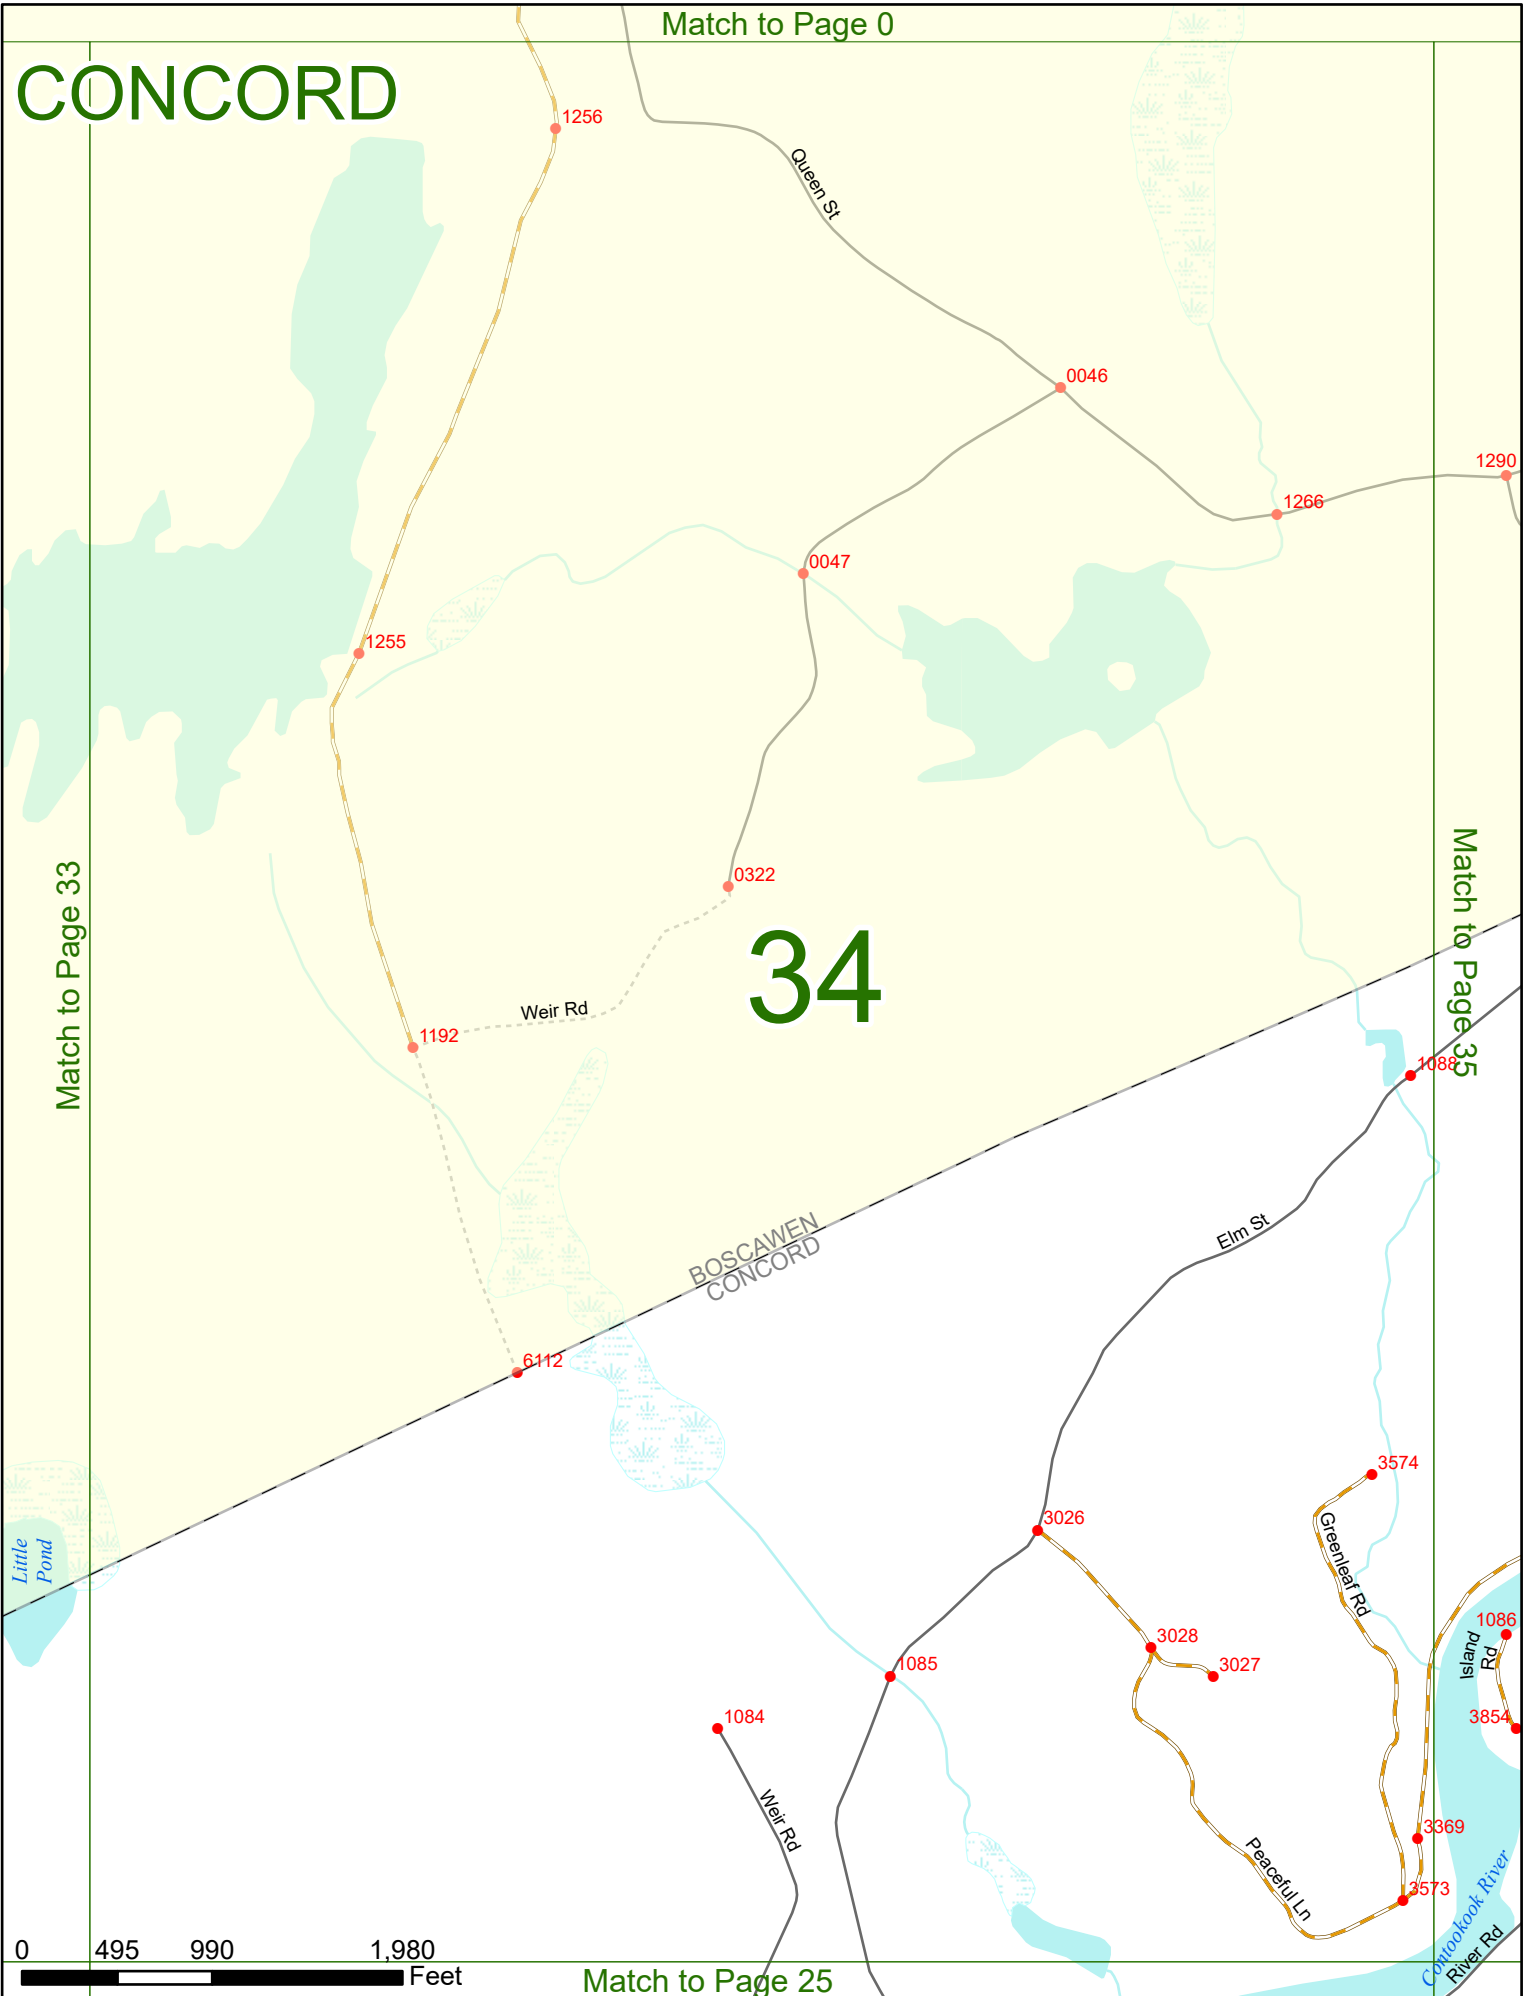 Match to Page 0
CONCORD
1256
Queen St
0046
1290
1266
0047
1255
Match to Page 33
Match to Page 35
0322
34
Weir Rd
1192
1088
BOSCAWEN
CONCORD
Elm St
6112
3574
3026
Little
Pond
Greenleaf Rd
3028
1086
Island
Rd
3027
1085
1084
3854
Weir Rd
3369
Peaceful Ln
3573
Contookook River
River Rd
0 495 990 1,980
Feet
Match to Page 25